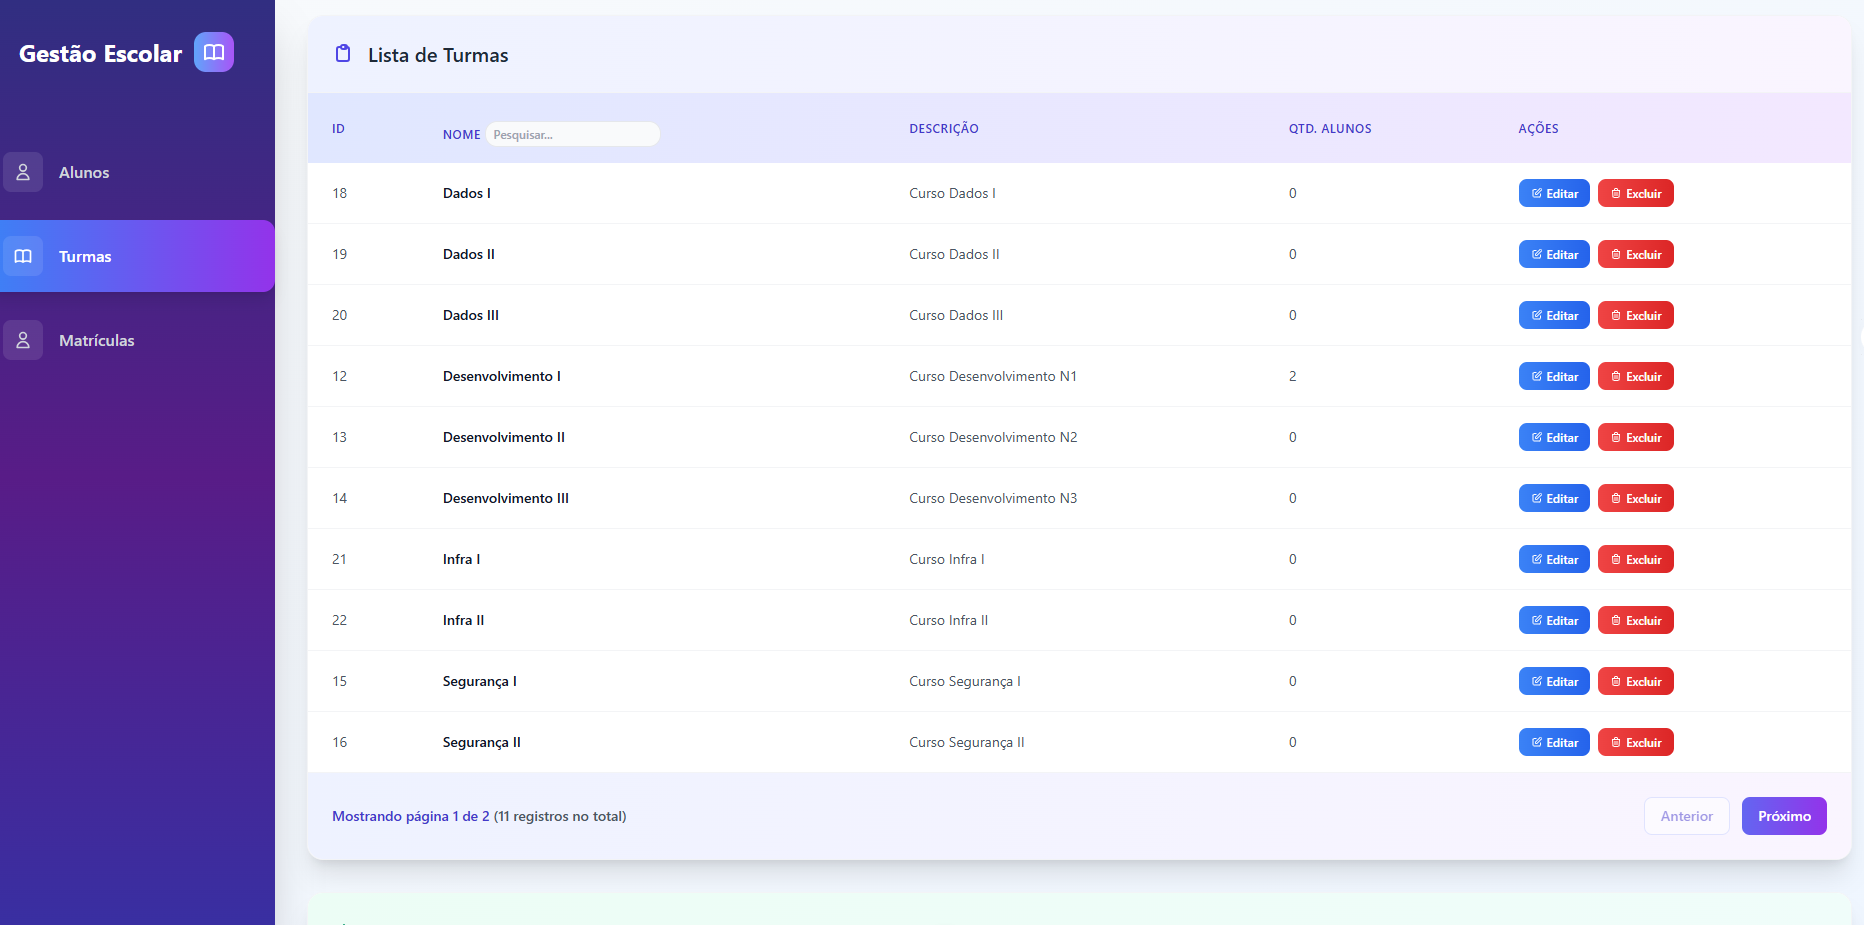 Gestão Escolar
Alunos
Turmas
Matrículas
Lista de Turmas
ID NOME Pesquisar... DESCRIÇÃO QTD. ALUNOS AÇÕES
18 Dados I Curso Dados I 0 Editar Excluir
19 Dados II Curso Dados II 0 Editar Excluir
20 Dados III Curso Dados III 0 Editar Excluir
12 Desenvolvimento I Curso Desenvolvimento N1 2 Editar Excluir
13 Desenvolvimento II Curso Desenvolvimento N2 0 Editar Excluir
14 Desenvolvimento III Curso Desenvolvimento N3 0 Editar Excluir
21 Infra I Curso Infra I 0 Editar Excluir
22 Infra II Curso Infra II 0 Editar Excluir
15 Segurança I Curso Segurança I 0 Editar Excluir
16 Segurança II Curso Segurança II 0 Editar Excluir
Mostrando página 1 de 2 (11 registros no total) Anterior Próximo